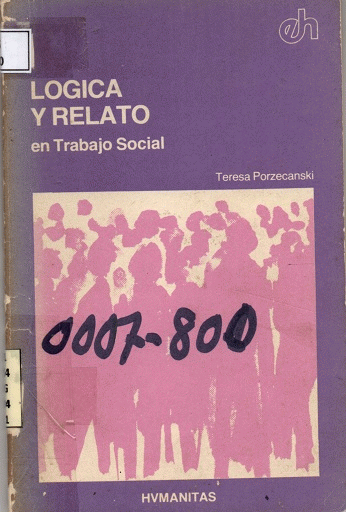 eh
LOGICA
Y RELATO
en Trabajo Social
Teresa Porzecanski
0007-800
HVMANITAS